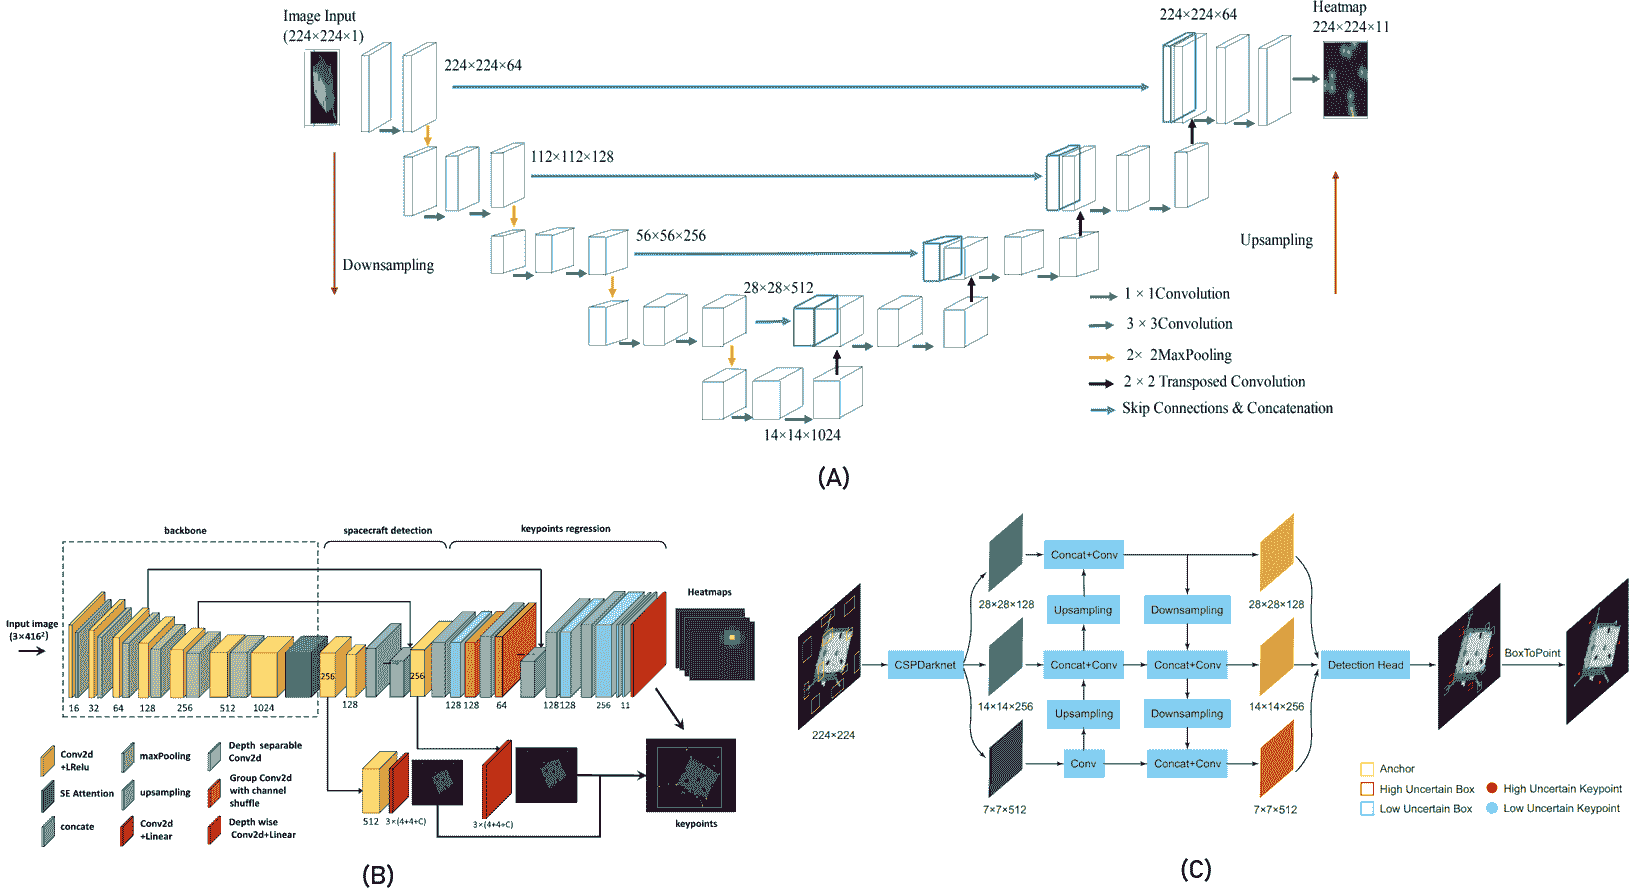 Image Input
(224×224×1)
224×224×64
224×224×64
Heatmap
224×224×11
112×112×128
56×56×256
Downsampling
Upsampling
28×28×512
1 × 1Convolution
3 × 3Convolution
2× 2MaxPooling
2 × 2 Transposed Convolution
Skip Connections & Concatenation
14×14×1024
(A)
backbone
spacecraft detection
keypoints regression
Input image
(3×416²)
Heatmaps
256
256
16
32
64
128
256
512
1024
128
128
128
64
128
128
256
11
Conv2d
+LRelu
maxPooling
Depth separable
Conv2d
SE Attention
upsampling
Group Conv2d
with channel
shuffle
concate
Conv2d
+Linear
Depth wise
Conv2d+Linear
512
3×(4+4+C)
3×(4+4+C)
keypoints
(B)
224×224
CSPDarknet
28×28×128
14×14×256
7×7×512
Concat+Conv
Upsampling
Downsampling
Concat+Conv
Concat+Conv
Upsampling
Downsampling
Conv
Concat+Conv
28×28×128
14×14×256
7×7×512
Detection Head
BoxToPoint
Anchor
High Uncertain Box
High Uncertain Keypoint
Low Uncertain Box
Low Uncertain Keypoint
(C)